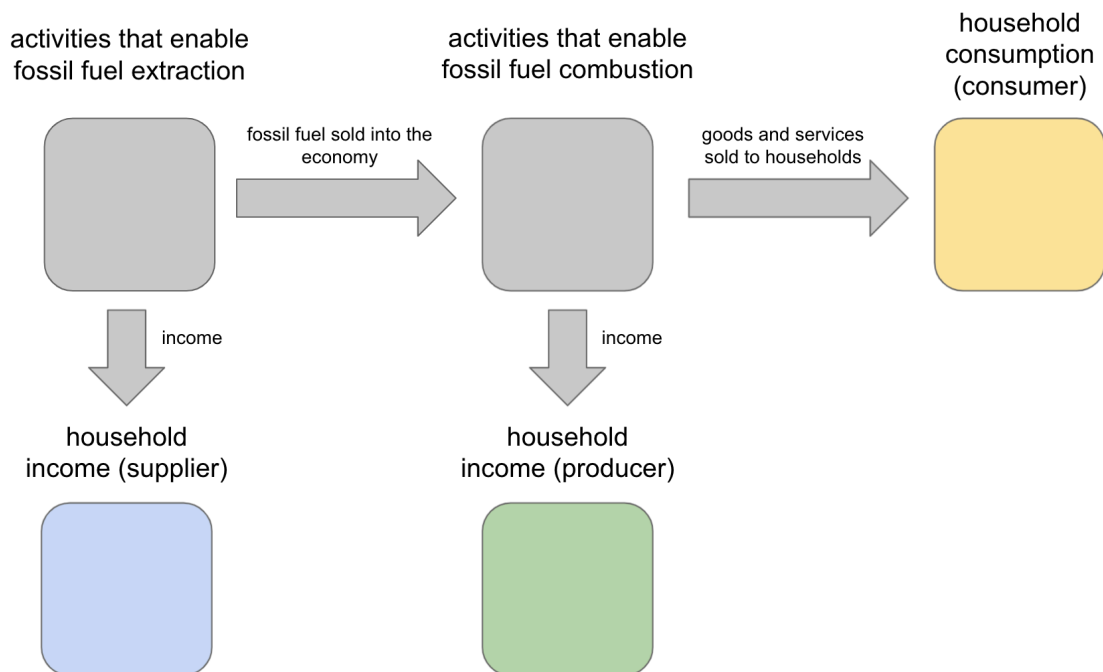 activities that enable
fossil fuel extraction
activities that enable
fossil fuel combustion
household
consumption
(consumer)
fossil fuel sold into the
economy
goods and services
sold to households
income
income
household
income (supplier)
household
income (producer)